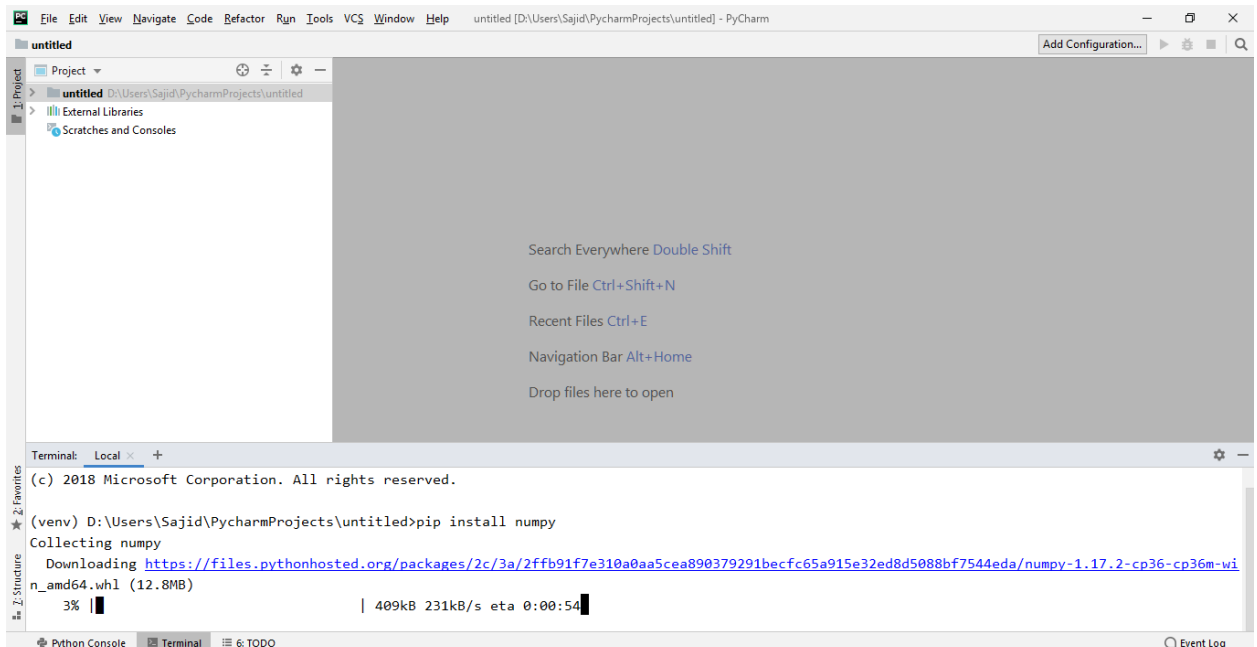 PC File Edit View Navigate Code Refactor Run Tools VCS Window Help untitled [D:\Users\Sajid\PycharmProjects\untitled] - PyCharm
untitled Add Configuration...
1: Project
Project
untitled D:\Users\Sajid\PycharmProjects\untitled
External Libraries
Scratches and Consoles
Search Everywhere Double Shift
Go to File Ctrl+Shift+N
Recent Files Ctrl+E
Navigation Bar Alt+Home
Drop files here to open
2: Favorites
7: Structure
Terminal: Local × +
(c) 2018 Microsoft Corporation. All rights reserved.
(venv) D:\Users\Sajid\PycharmProjects\untitled>pip install numpy
Collecting numpy
Downloading https://files.pythonhosted.org/packages/2c/3a/2ffb91f7e310a0aa5cea890379291becfc65a915e32ed8d5088bf7544eda/numpy-1.17.2-cp36-cp36m-wi
n_amd64.whl (12.8MB)
3% |█ | 409kB 231kB/s eta 0:00:54
Python Console Terminal 6: TODO Event Log